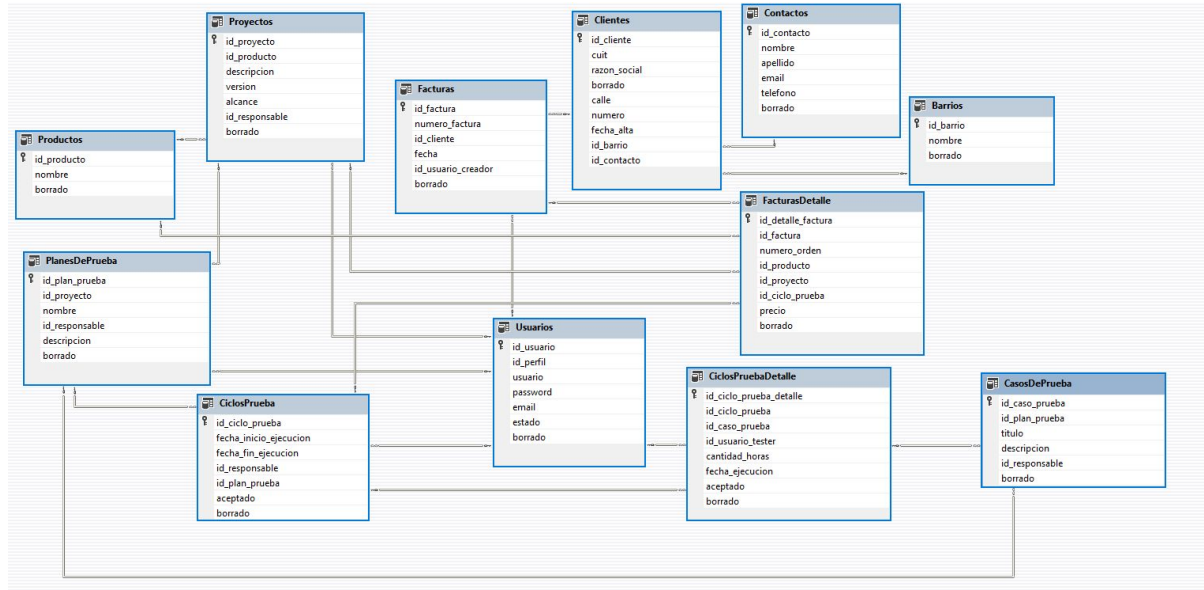 Proyectos
id_proyecto
id_producto
descripcion
version
alcance
id_responsable
borrado
Clientes
id_cliente
cuit
razon_social
borrado
calle
numero
fecha_alta
id_barrio
id_contacto
Contactos
id_contacto
nombre
apellido
email
telefono
borrado
Facturas
id_factura
numero_factura
id_cliente
fecha
id_usuario_creador
borrado
Barrios
id_barrio
nombre
borrado
Productos
id_producto
nombre
borrado
FacturasDetalle
id_detalle_factura
id_factura
numero_orden
id_producto
id_proyecto
id_ciclo_prueba
precio
borrado
PlanesDePrueba
id_plan_prueba
id_proyecto
nombre
id_responsable
descripcion
borrado
Usuarios
id_usuario
id_perfil
usuario
password
email
estado
borrado
CiclosPrueba
id_ciclo_prueba
fecha_inicio_ejecucion
fecha_fin_ejecucion
id_responsable
id_plan_prueba
aceptado
borrado
CiclosPruebaDetalle
id_ciclo_prueba_detalle
id_ciclo_prueba
id_caso_prueba
id_usuario_tester
cantidad_horas
fecha_ejecucion
aceptado
borrado
CasosDePrueba
id_caso_prueba
id_plan_prueba
titulo
descripcion
id_responsable
borrado